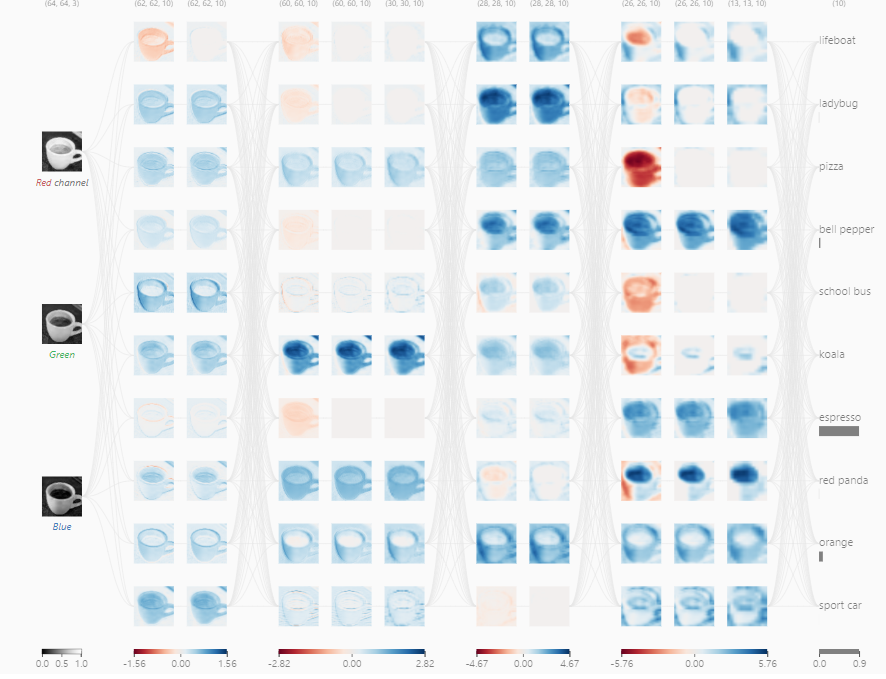 (64, 64, 3) (62, 62, 10) (62, 62, 10) (60, 60, 10) (60, 60, 10) (30, 30, 10) (28, 28, 10) (28, 28, 10) (26, 26, 10) (26, 26, 10) (13, 13, 10) (10)
lifeboat
ladybug
Red channel
pizza
bell pepper
school bus
Green
koala
espresso
red panda
Blue
orange
sport car
0.0 0.5 1.0 -1.56 0.00 1.56 -2.82 0.00 2.82 -4.67 0.00 4.67 -5.76 0.00 5.76 0.0 0.9